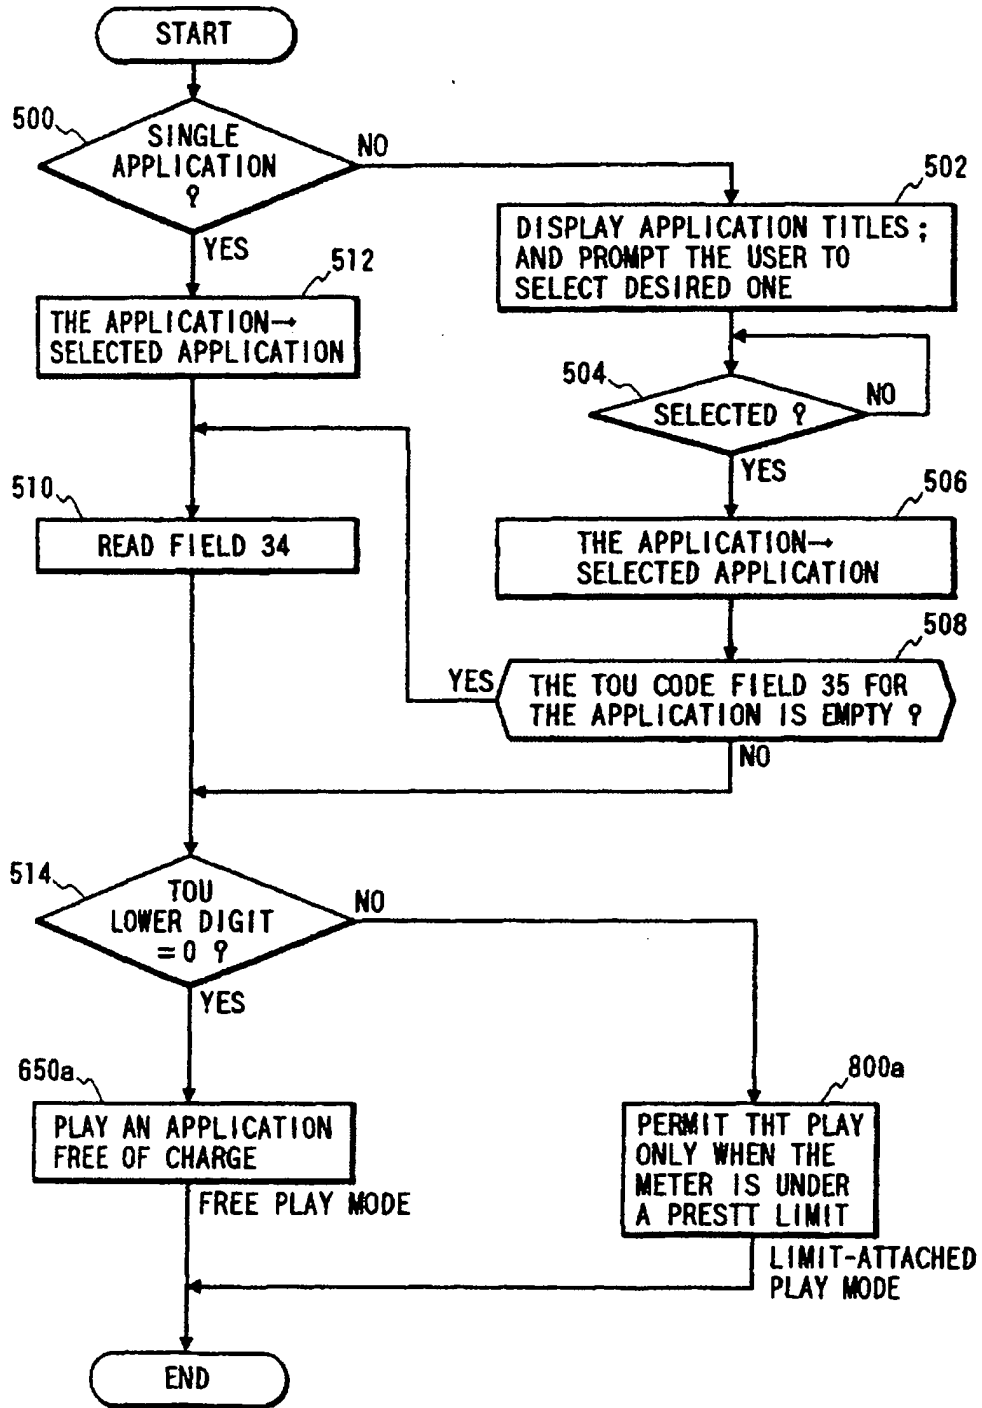 START
500
SINGLE
APPLICATION
?
NO
YES
502
DISPLAY APPLICATION TITLES;
AND PROMPT THE USER TO
SELECT DESIRED ONE
512
THE APPLICATION→
SELECTED APPLICATION
504
SELECTED ?
NO
YES
510
READ FIELD 34
506
THE APPLICATION→
SELECTED APPLICATION
508
YES
THE TOU CODE FIELD 35 FOR
THE APPLICATION IS EMPTY ?
NO
514
TOU
LOWER DIGIT
=0 ?
NO
YES
650a
PLAY AN APPLICATION
FREE OF CHARGE
FREE PLAY MODE
800a
PERMIT THT PLAY
ONLY WHEN THE
METER IS UNDER
A PRESTT LIMIT
LIMIT-ATTACHED
PLAY MODE
END